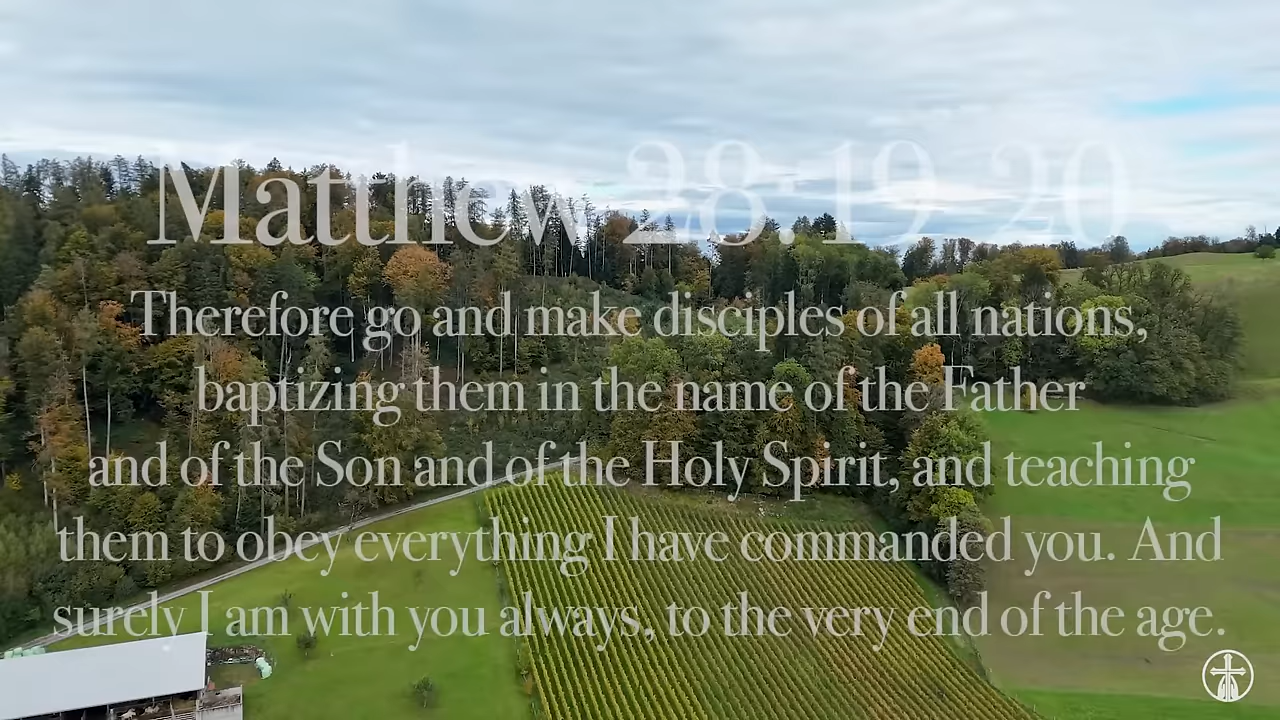 Matthew 28:19-20
Therefore go and make disciples of all nations,
baptizing them in the name of the Father
and of the Son and of the Holy Spirit, and teaching
them to obey everything I have commanded you. And
surely I am with you always, to the very end of the age.